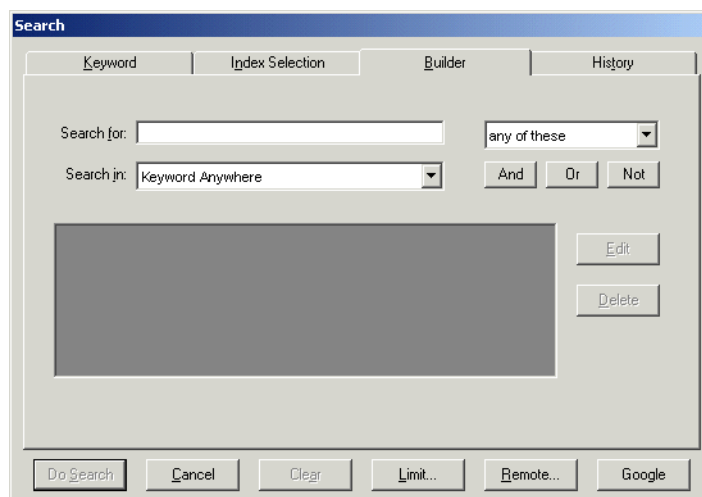 Search
Keyword Index Selection Builder History
Search for: any of these
Search in: Keyword Anywhere And Or Not
Edit
Delete
Do Search Cancel Clear Limit... Remote... Google